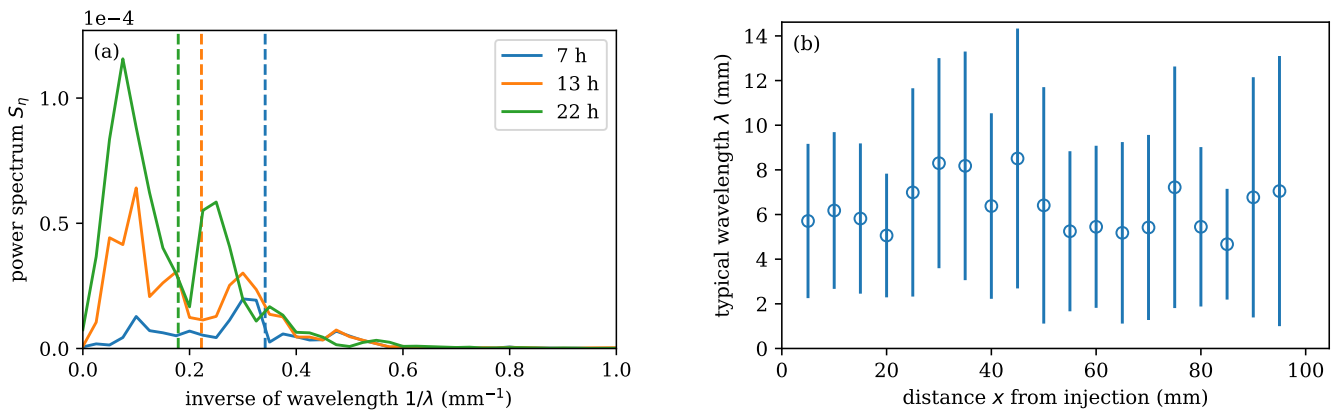 1e−4
(a)
7 h
13 h
22 h
1.0
0.5
0.0
power spectrum Sη
0.0 0.2 0.4 0.6 0.8 1.0
inverse of wavelength 1/λ (mm⁻¹)
(b)
14
12
10
8
6
4
2
0
typical wavelength λ (mm)
0 20 40 60 80 100
distance x from injection (mm)